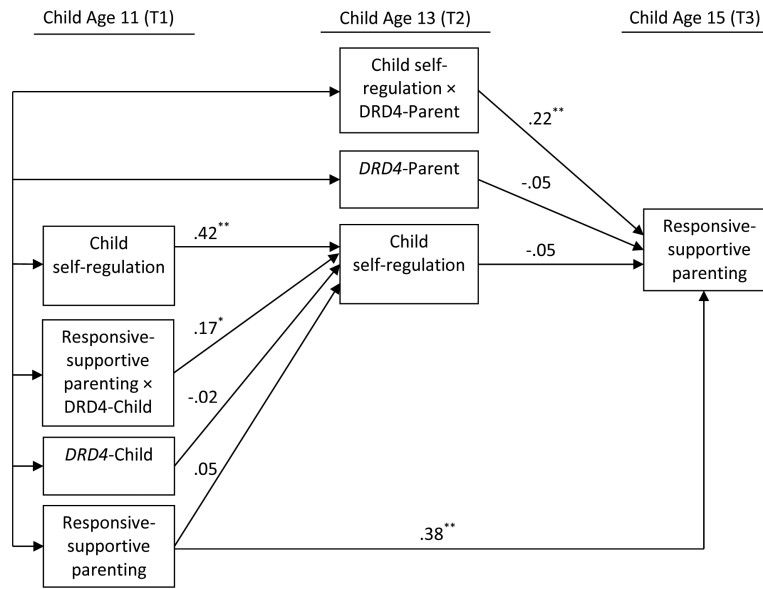 Child Age 11 (T1)
Child Age 13 (T2)
Child Age 15 (T3)
Child self-
regulation ×
DRD4-Parent
.22**
DRD4-Parent
-.05
Child
self-regulation
.42**
Child
self-regulation
-.05
Responsive-
supportive
parenting
Responsive-
supportive
parenting ×
DRD4-Child
.17*
-.02
DRD4-Child
.05
Responsive-
supportive
parenting
.38**